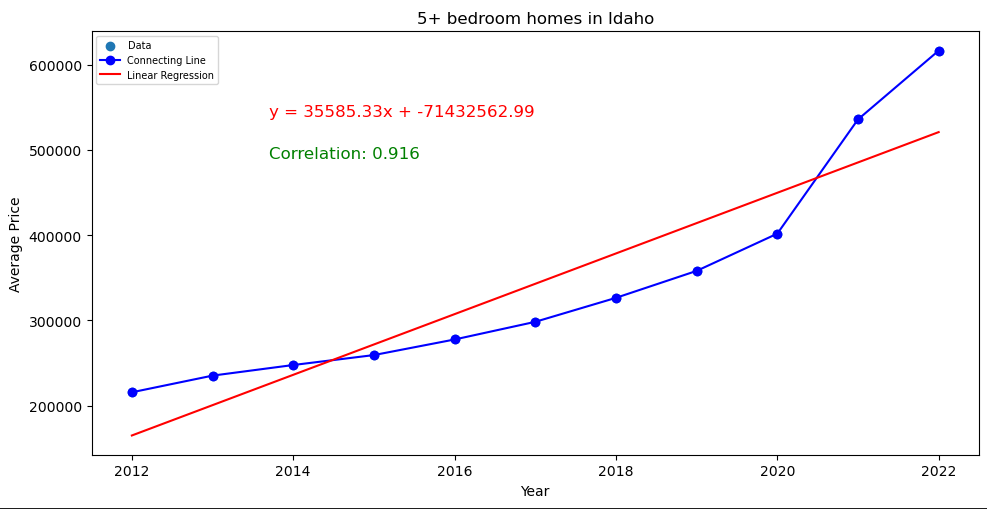 5+ bedroom homes in Idaho
Data
Connecting Line
Linear Regression
y = 35585.33x + -71432562.99
Correlation: 0.916
600000
500000
400000
300000
200000
Average Price
2012 2014 2016 2018 2020 2022
Year